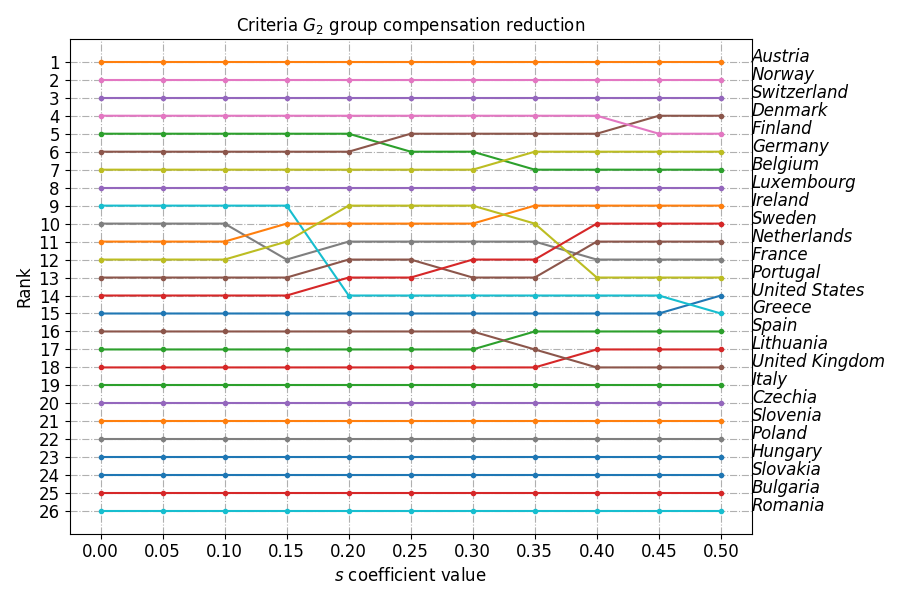 Criteria G₂ group compensation reduction
Rank
1
2
3
4
5
6
7
8
9
10
11
12
13
14
15
16
17
18
19
20
21
22
23
24
25
26
Austria
Norway
Switzerland
Denmark
Finland
Germany
Belgium
Luxembourg
Ireland
Sweden
Netherlands
France
Portugal
United States
Greece
Spain
Lithuania
United Kingdom
Italy
Czechia
Slovenia
Poland
Hungary
Slovakia
Bulgaria
Romania
0.00 0.05 0.10 0.15 0.20 0.25 0.30 0.35 0.40 0.45 0.50
s coefficient value